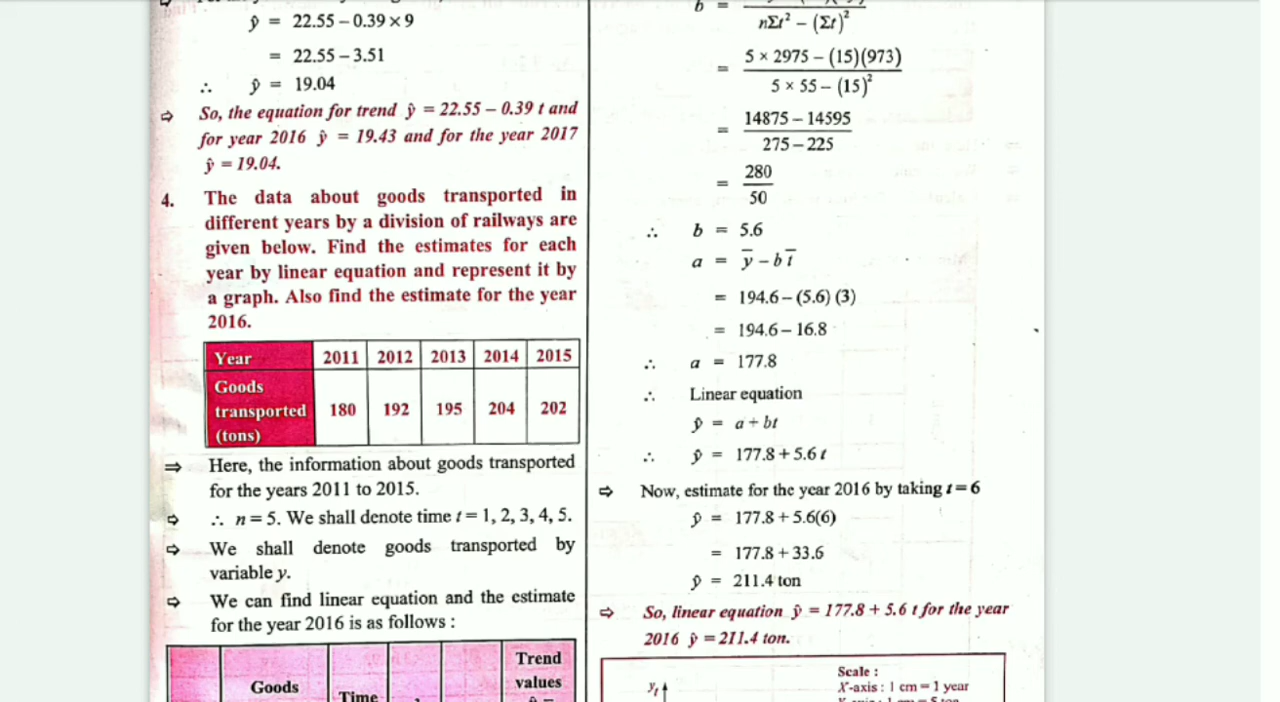 ŷ = 22.55 – 0.39 × 9
= 22.55 – 3.51
∴ ŷ = 19.04
⇨ So, the equation for trend ŷ = 22.55 – 0.39 t and
for year 2016 ŷ = 19.43 and for the year 2017
ŷ = 19.04.
4. The data about goods transported in
different years by a division of railways are
given below. Find the estimates for each
year by linear equation and represent it by
a graph. Also find the estimate for the year
2016.
Year 2011 2012 2013 2014 2015
Goods
transported 180 192 195 204 202
(tons)
⇒ Here, the information about goods transported
for the years 2011 to 2015.
⇨ ∴ n = 5. We shall denote time t = 1, 2, 3, 4, 5.
⇨ We shall denote goods transported by
variable y.
⇨ We can find linear equation and the estimate
for the year 2016 is as follows :
Trend
Goods values
Time
b =
nΣt² – (Σt)²
= 5 × 2975 – (15)(973)
5 × 55 – (15)²
= 14875 – 14595
275 – 225
= 280
50
∴ b = 5.6
a = y̅ – b t̅
= 194.6 – (5.6) (3)
= 194.6 – 16.8
∴ a = 177.8
∴ Linear equation
ŷ = a + bt
∴ ŷ = 177.8 + 5.6 t
⇨ Now, estimate for the year 2016 by taking t = 6
ŷ = 177.8 + 5.6(6)
= 177.8 + 33.6
ŷ = 211.4 ton
⇨ So, linear equation ŷ = 177.8 + 5.6 t for the year
2016 ŷ = 211.4 ton.
Scale :
X-axis : 1 cm = 1 year